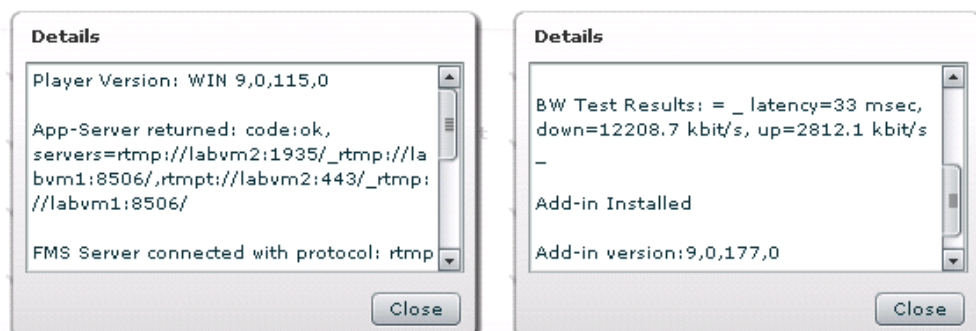 Details
Player Version: WIN 9,0,115,0
App-Server returned: code:ok,
servers=rtmp://labvm2:1935/_rtmp://la
bvm1:8506/,rtmpt://labvm2:443/_rtmp:
//labvm1:8506/
FMS Server connected with protocol: rtmp
Close
Details
BW Test Results: = _ latency=33 msec,
down=12208.7 kbit/s, up=2812.1 kbit/s
_
Add-in Installed
Add-in version:9,0,177,0
Close